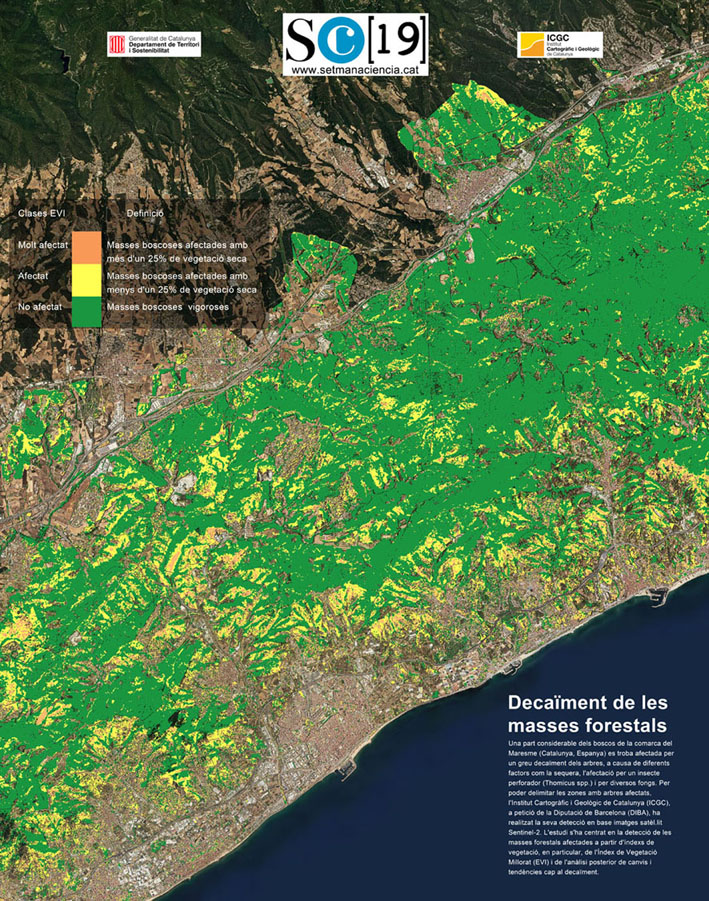 Generalitat de Catalunya
Departament de Territori
i Sostenibilitat
SC[19]
www.setmanaciencia.cat
ICGC
Institut
Cartogràfic i Geològic
de Catalunya
Clases EVI Definició
Molt afectat Masses boscoses afectades amb
més d'un 25% de vegetació seca
Afectat Masses boscoses afectades amb
menys d'un 25% de vegetació seca
No afectat Masses boscoses vigoroses
Decaïment de les
masses forestals
Una part considerable dels boscos de la comarca del
Maresme (Catalunya, Espanya) es troba afectada per
un greu decaïment dels arbres, a causa de diferents
factors com la sequera, l'afectació per un insecte
perforador (Thomicus spp.) i per diversos fongs. Per
poder delimitar les zones amb arbres afectats,
l'Institut Cartogràfic i Geològic de Catalunya (ICGC),
a petició de la Diputació de Barcelona (DIBA), ha
realitzat la seva detecció en base imatges satèl.lit
Sentinel-2. L'estudi s'ha centrat en la detecció de les
masses forestals afectades a partir d'índexs de
vegetació, en particular, de l'Índex de Vegetació
Millorat (EVI) i de l'anàlisi posterior de canvis i
tendències cap al decaïment.